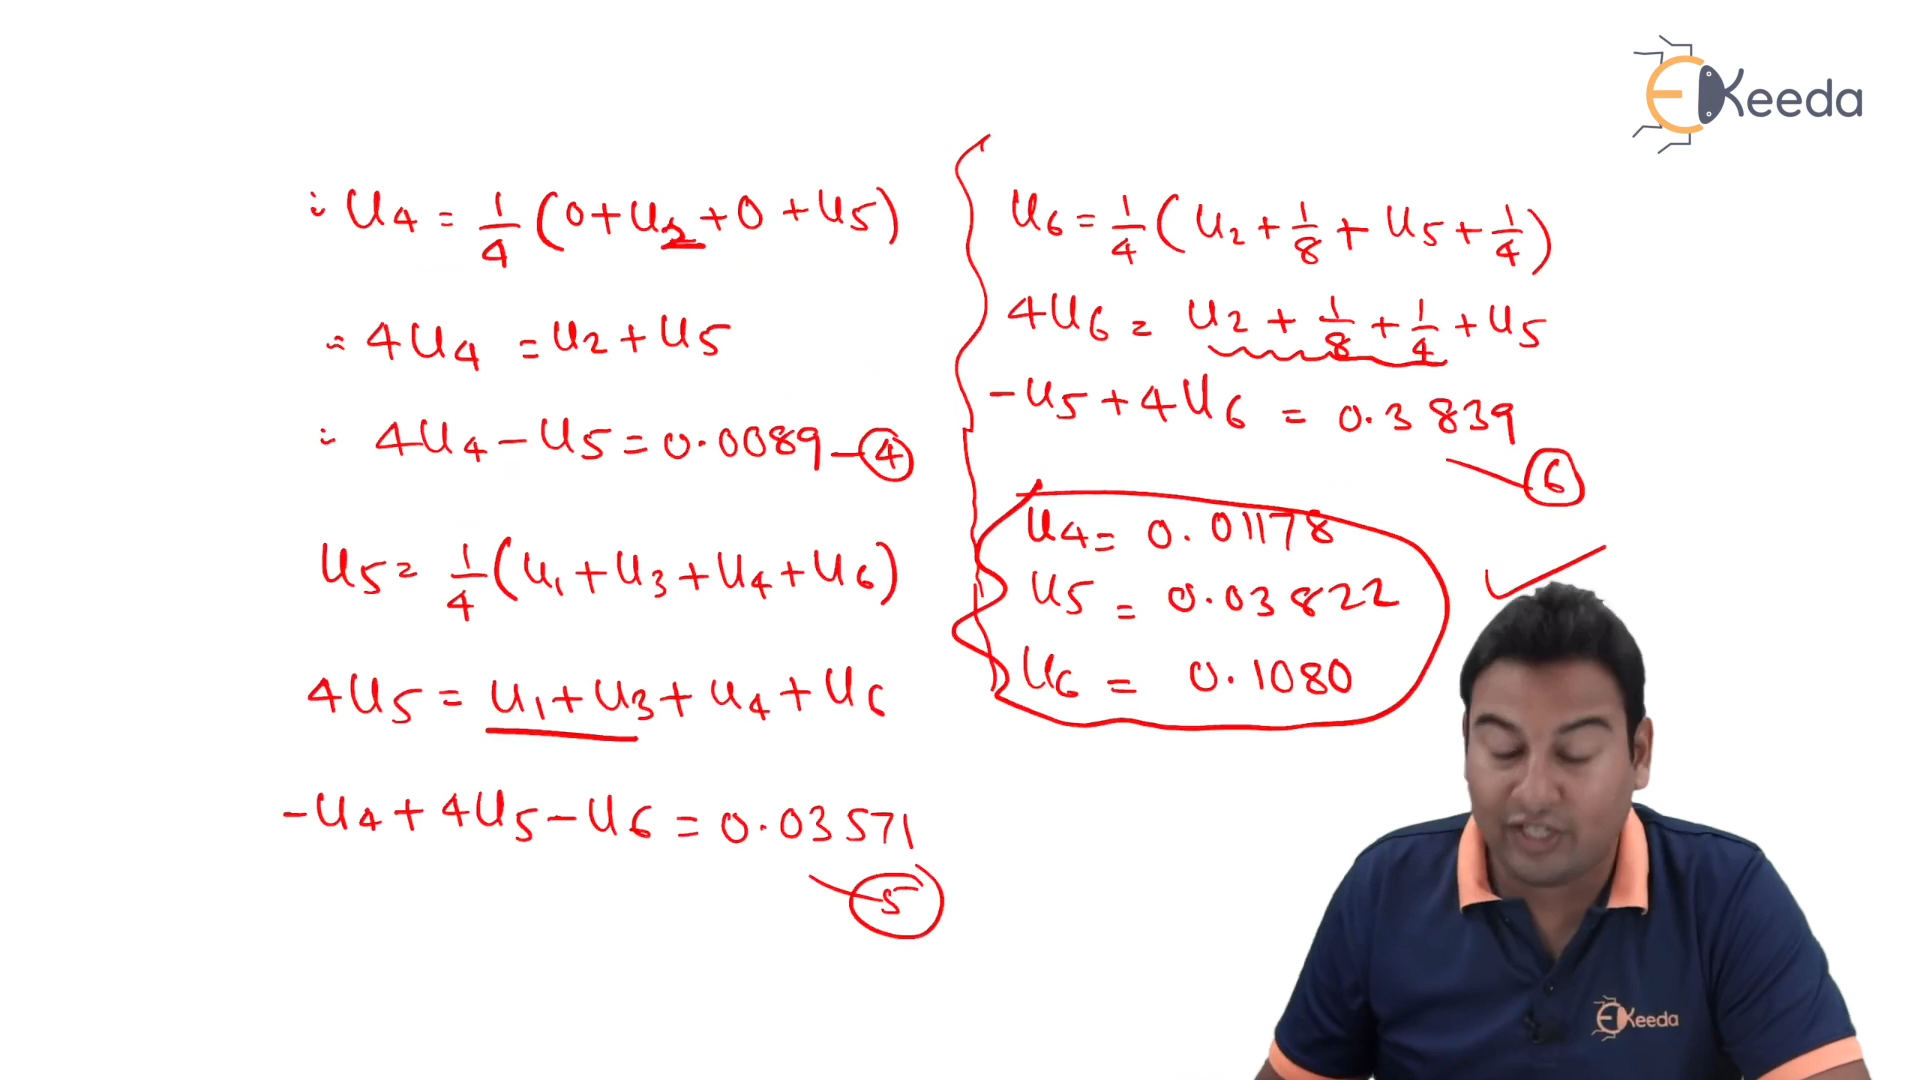 EKeeda
∴ U4 = 1/4 (0 + U2 + 0 + U5)
∴ 4U4 = U2 + U5
∴ 4U4 - U5 = 0.0089 — ④
U5 = 1/4 (U1 + U3 + U4 + U6)
4U5 = U1 + U3 + U4 + U6
-U4 + 4U5 - U6 = 0.03571
⑤
U6 = 1/4 (U2 + 1/8 + U5 + 1/4)
4U6 = U2 + 1/8 + 1/4 + U5
-U5 + 4U6 = 0.3839
⑥
U4 = 0.01178
U5 = 0.03822
U6 = 0.1080
EKeeda